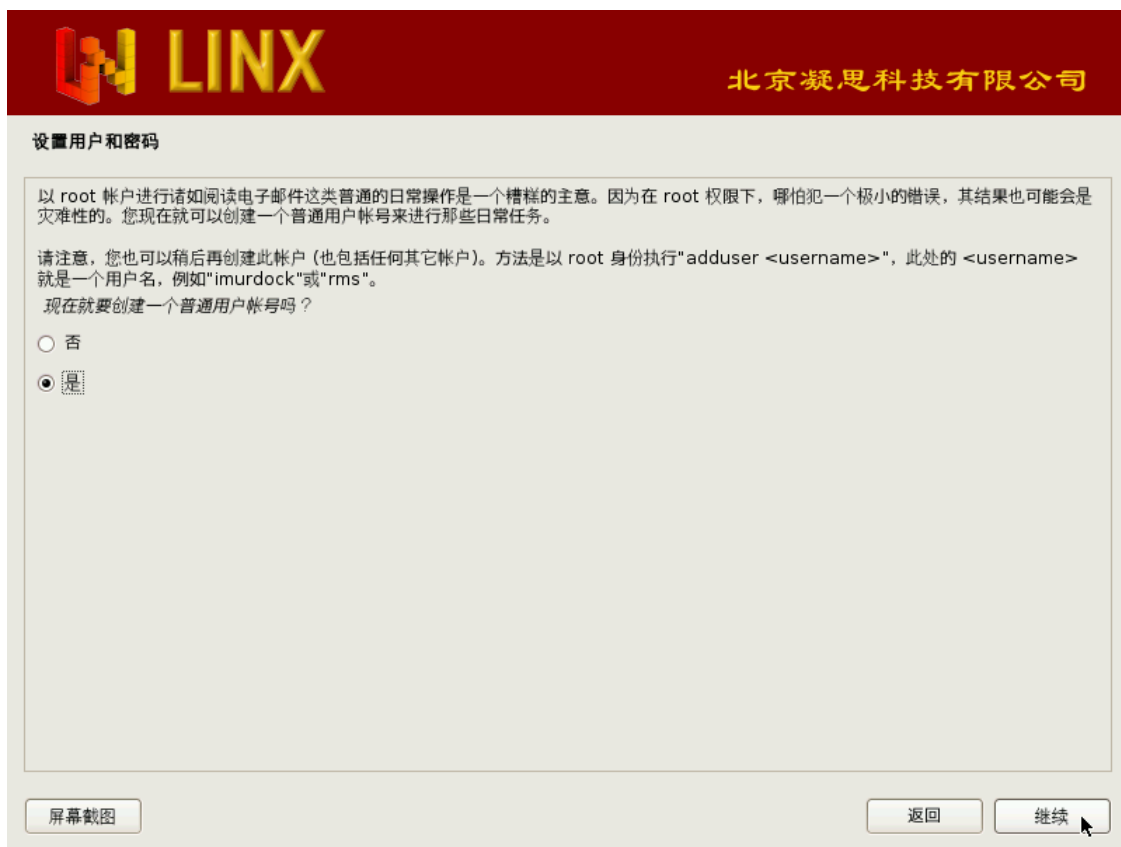 LINX
北京凝思科技有限公司
设置用户和密码
以 root 帐户进行诸如阅读电子邮件这类普通的日常操作是一个糟糕的主意。因为在 root 权限下，哪怕犯一个极小的错误，其结果也可能会是
灾难性的。您现在就可以创建一个普通用户帐号来进行那些日常任务。
请注意，您也可以稍后再创建此帐户 (也包括任何其它帐户)。方法是以 root 身份执行"adduser <username>"，此处的 <username>
就是一个用户名，例如"imurdock"或"rms"。
现在就要创建一个普通用户帐号吗？
否
是
屏幕截图
返回
继续